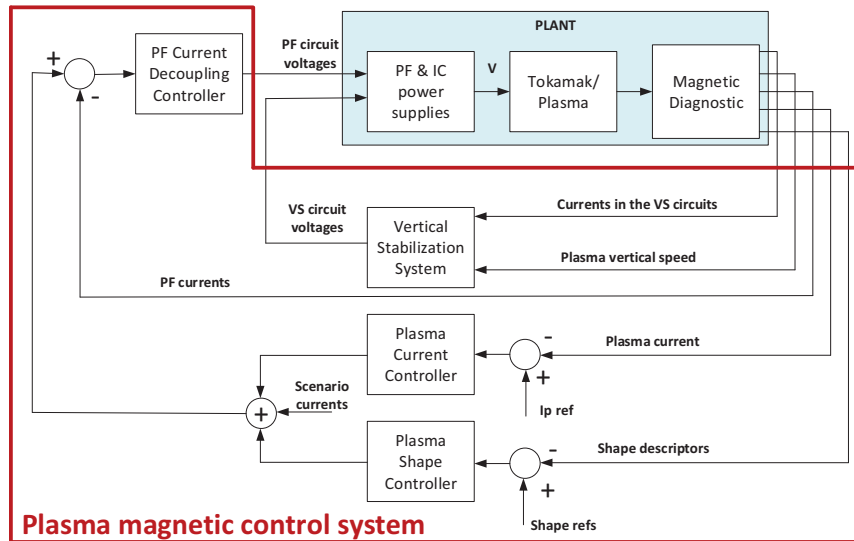 PLANT
+
-
PF Current
Decoupling
Controller
PF circuit
voltages
PF & IC
power
supplies
V
Tokamak/
Plasma
Magnetic
Diagnostic
VS circuit
voltages
Vertical
Stabilization
System
Currents in the VS circuits
Plasma vertical speed
PF currents
Plasma
Current
Controller
-
+
Plasma current
Ip ref
Scenario
currents
+
Plasma
Shape
Controller
-
+
Shape descriptors
Shape refs
Plasma magnetic control system